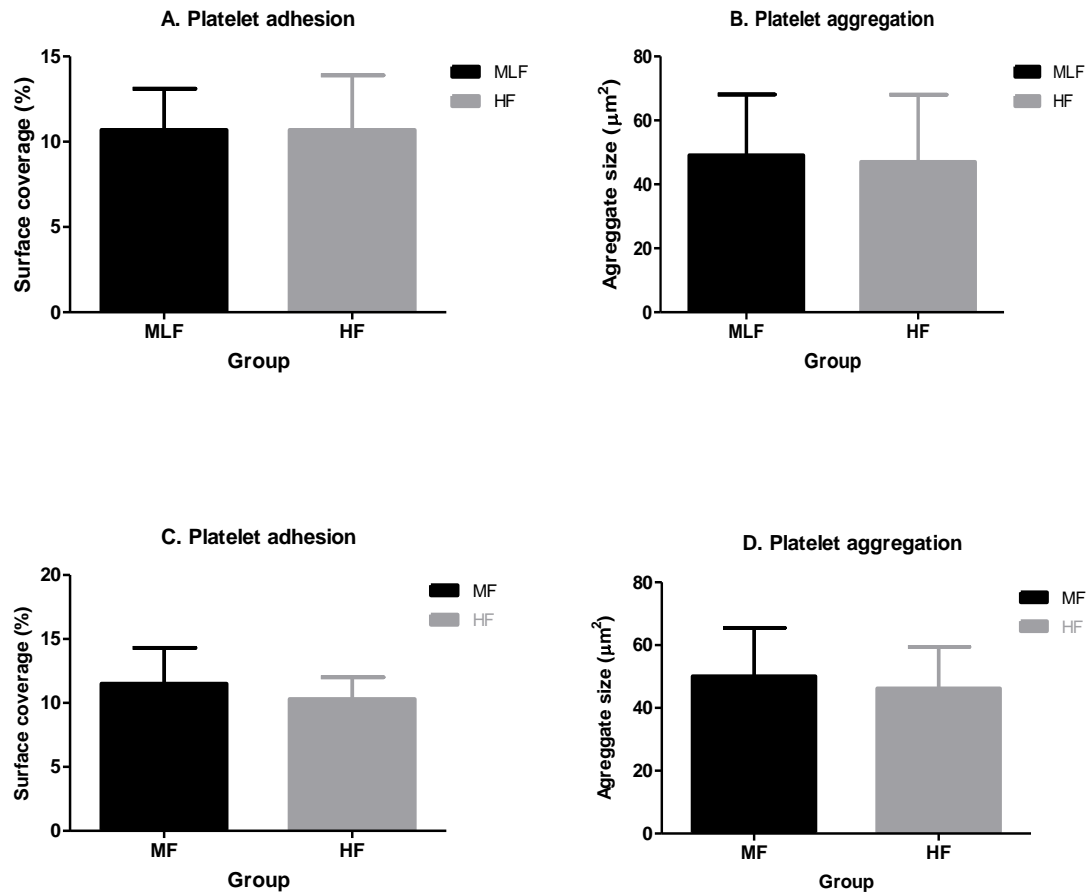 A. Platelet adhesion
Surface coverage (%)
15
10
5
0
MLF
HF
MLF HF
Group
B. Platelet aggregation
Agreggate size (μm²)
80
60
40
20
0
MLF
HF
MLF HF
Group
C. Platelet adhesion
Surface coverage (%)
20
15
10
5
0
MF
HF
MF HF
Group
D. Platelet aggregation
Agreggate size (μm²)
80
60
40
20
0
MF
HF
MF HF
Group